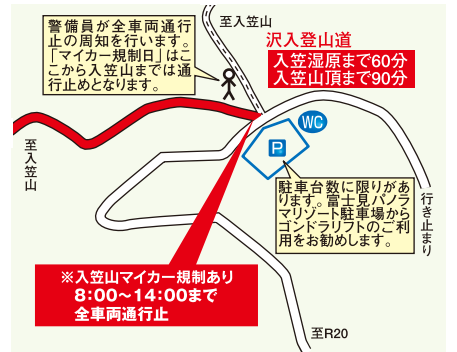 至入笠山
警備員が全車両通行
止の周知を行います。
「マイカー規制日」はこ
こから入笠山までは通
行止めとなります。
沢入登山道
入笠湿原まで60分
入笠山頂まで90分
WC
P
至入笠山
駐車台数に限りがあ
ります。富士見パノラ
マリゾート駐車場から
ゴンドラリフトのご利
用をお勧めします。
行き止まり
※入笠山マイカー規制あり
8:00〜14:00まで
全車両通行止
至R20